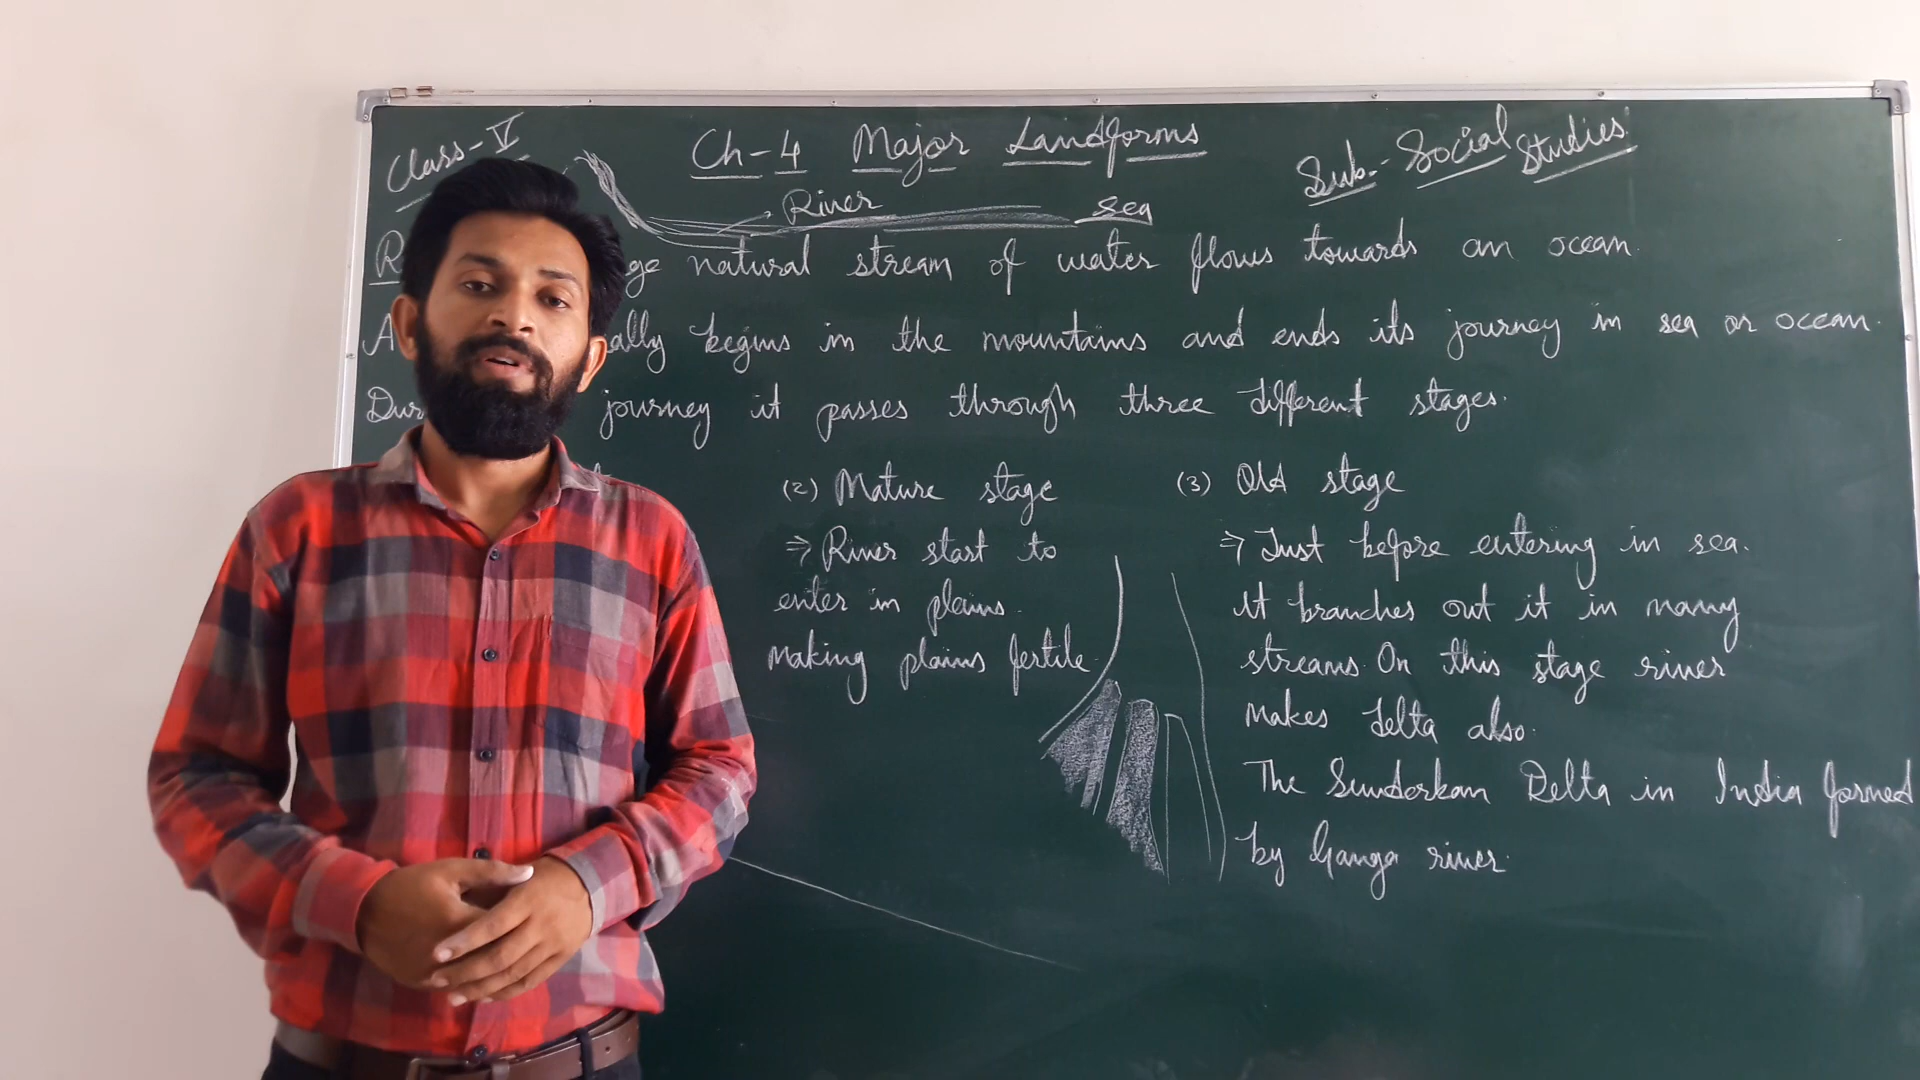 Class-V
Ch-4 Major Landforms
Sub.- Social Studies
River
sea
natural stream of water flows towards an ocean.
begins in the mountains and ends its journey in sea or ocean.
journey it passes through three different stages.
(2) Mature stage
⇒ River start to
enter in plains.
Making plains fertile.
(3) Old stage
⇒ Just before entering in sea.
It branches out it in many
streams. On this stage river
makes delta also.
The Sunderban Delta in India formed
by Ganga river.